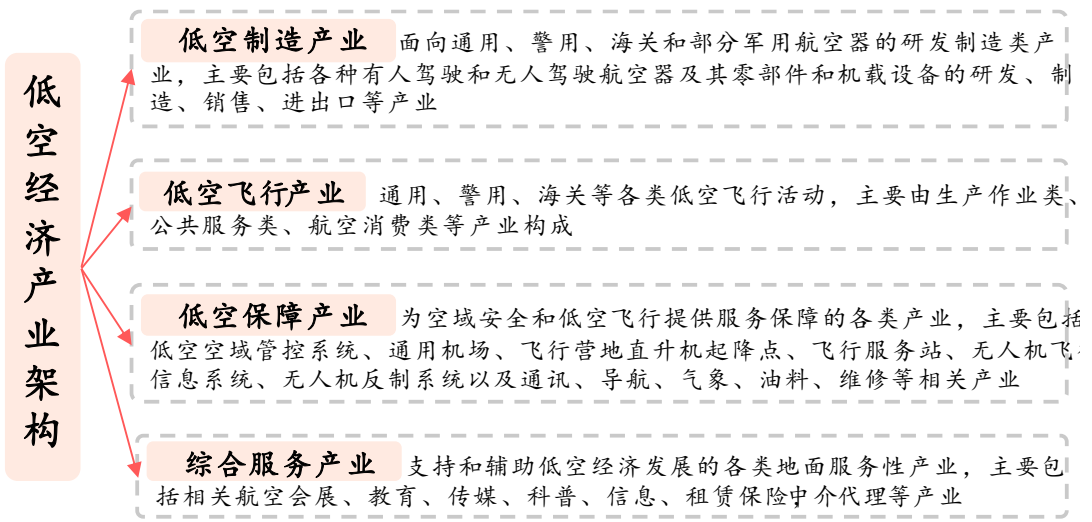 低空经济产业架构
低空制造产业 面向通用、警用、海关和部分军用航空器的研发制造类产
业，主要包括各种有人驾驶和无人驾驶航空器及其零部件和机载设备的研发、制
造、销售、进出口等产业
低空飞行产业 通用、警用、海关等各类低空飞行活动，主要由生产作业类、
公共服务类、航空消费类等产业构成
低空保障产业 为空域安全和低空飞行提供服务保障的各类产业，主要包括
低空空域管控系统、通用机场、飞行营地直升机起降点、飞行服务站、无人机飞
信息系统、无人机反制系统以及通讯、导航、气象、油料、维修等相关产业
综合服务产业 支持和辅助低空经济发展的各类地面服务性产业，主要包
括相关航空会展、教育、传媒、科普、信息、租赁保险中介代理等产业